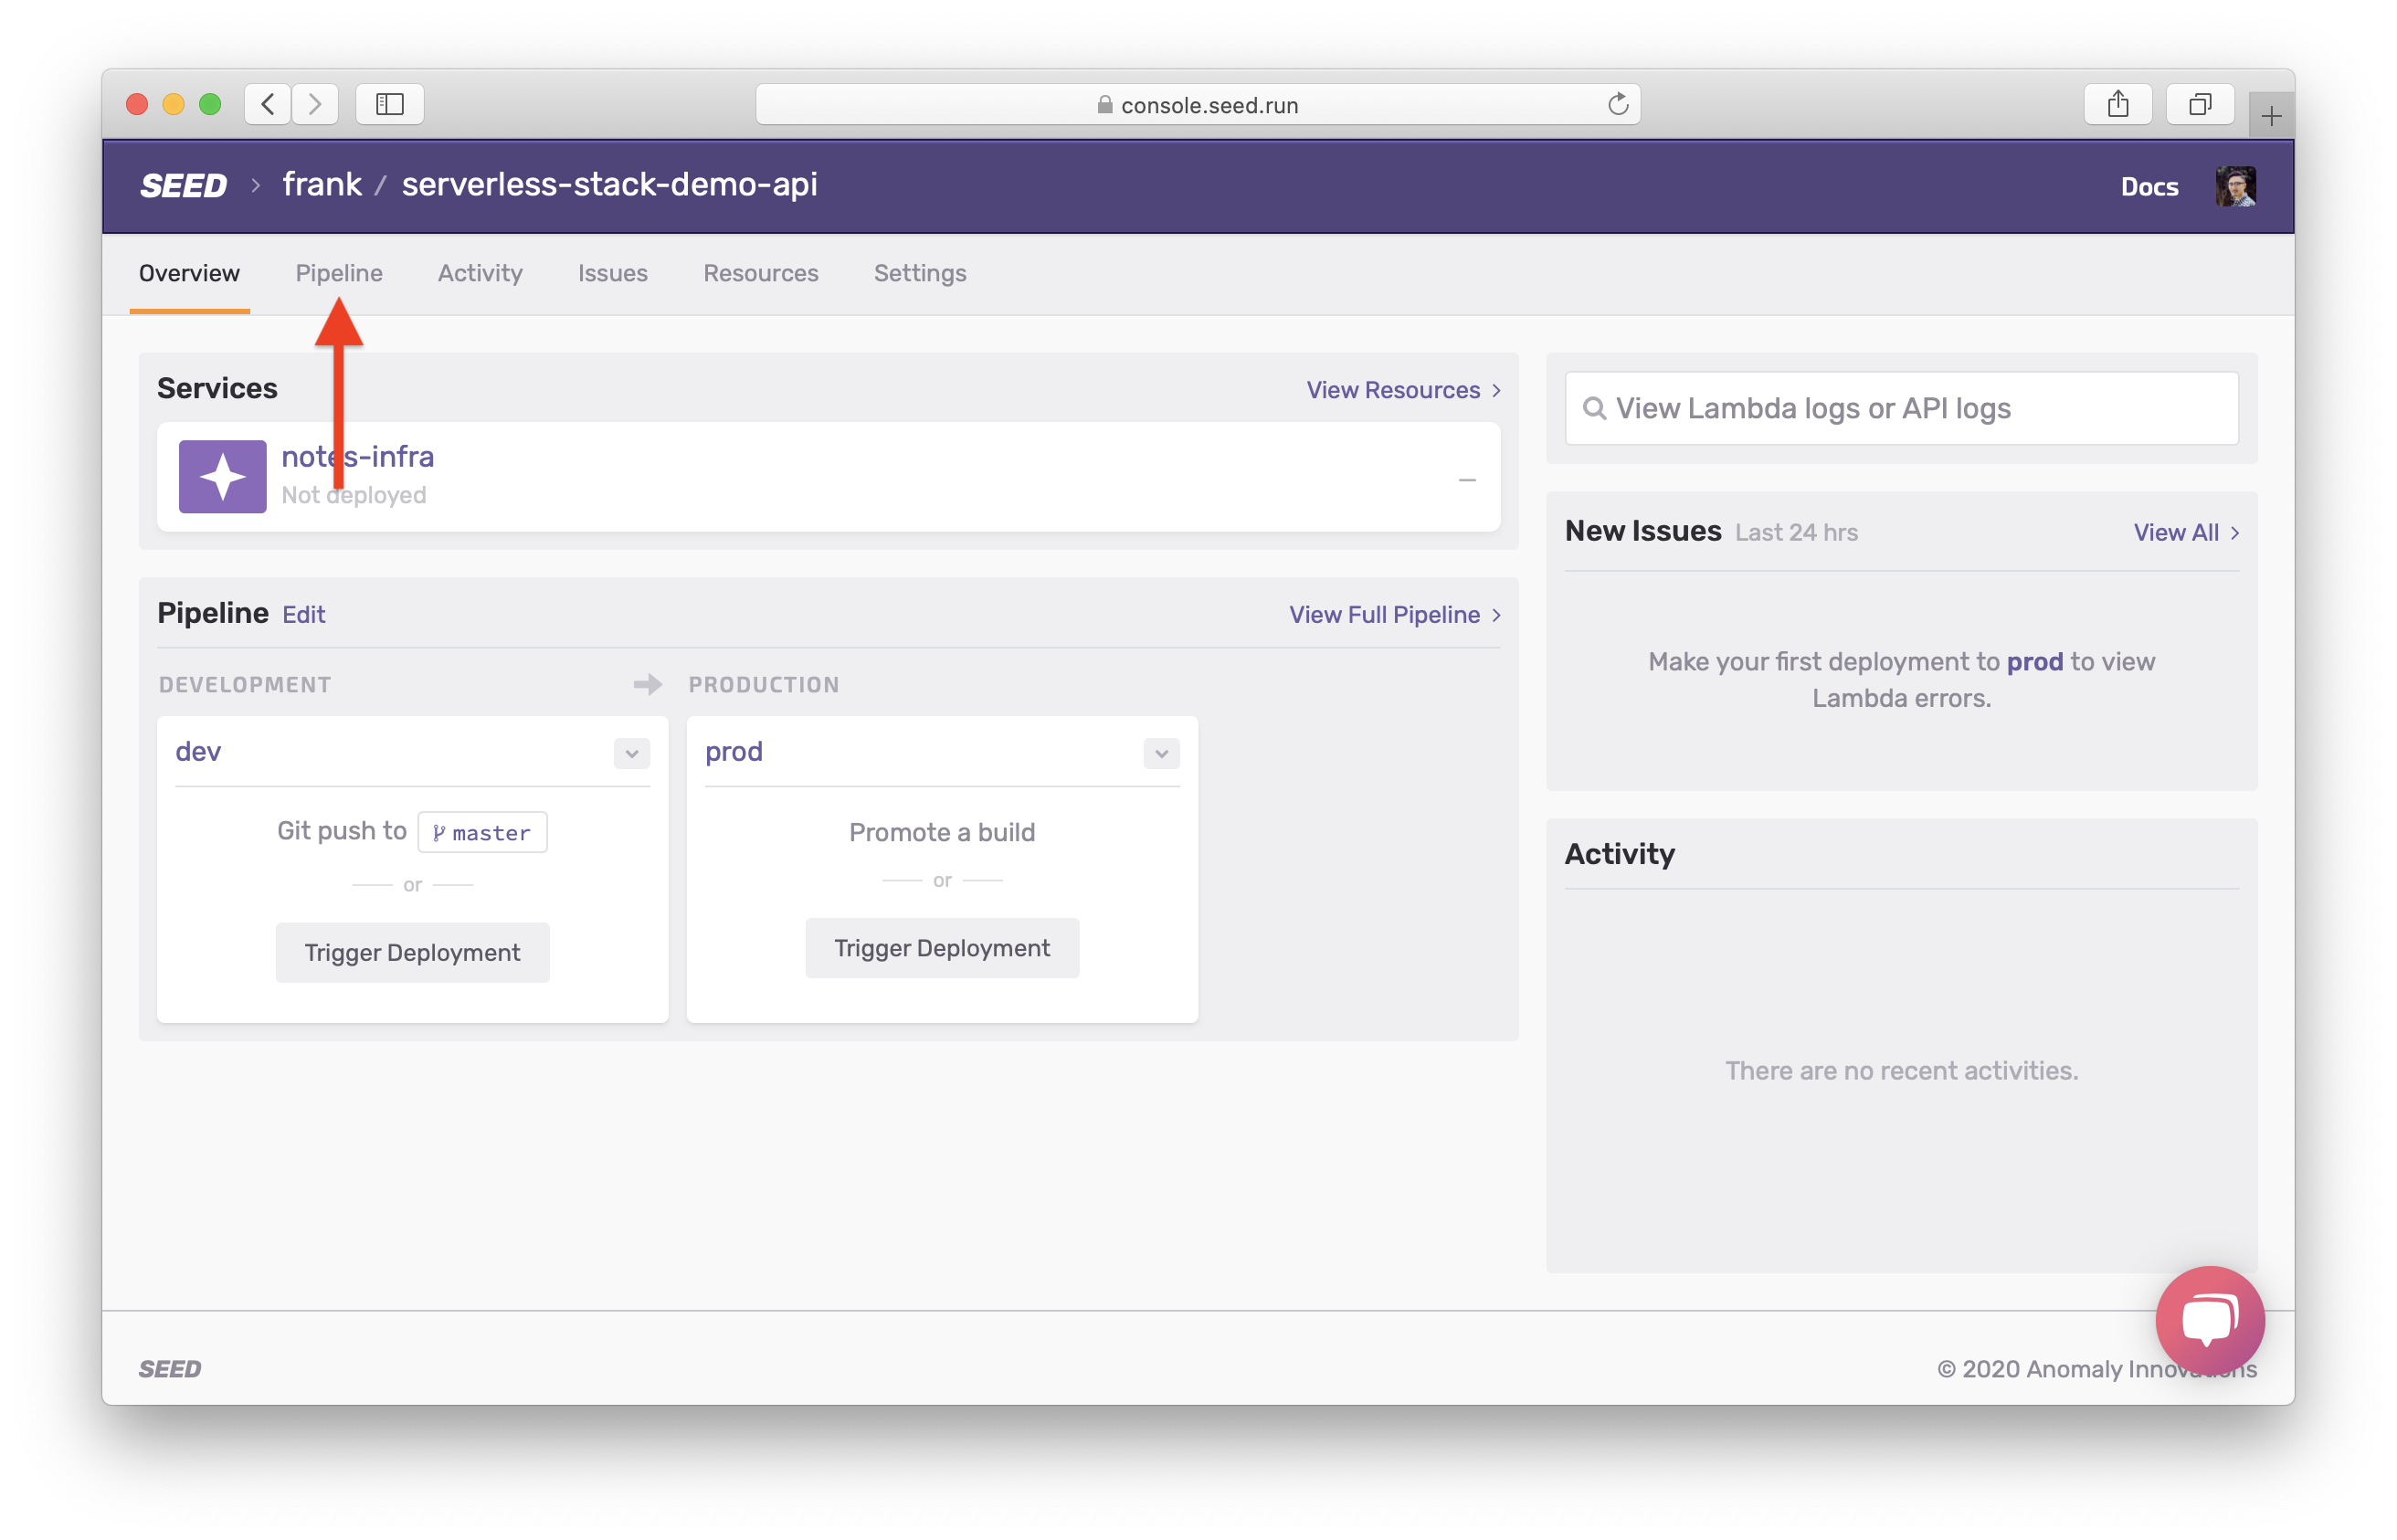 console.seed.run
SEED > frank / serverless-stack-demo-api
Docs
Overview Pipeline Activity Issues Resources Settings
Services
View Resources >
notes-infra
Not deployed
Pipeline Edit
View Full Pipeline >
DEVELOPMENT
PRODUCTION
dev
Git push to master
or
Trigger Deployment
prod
Promote a build
or
Trigger Deployment
View Lambda logs or API logs
New Issues Last 24 hrs
View All >
Make your first deployment to prod to view
Lambda errors.
Activity
There are no recent activities.
SEED
© 2020 Anomaly Innovations